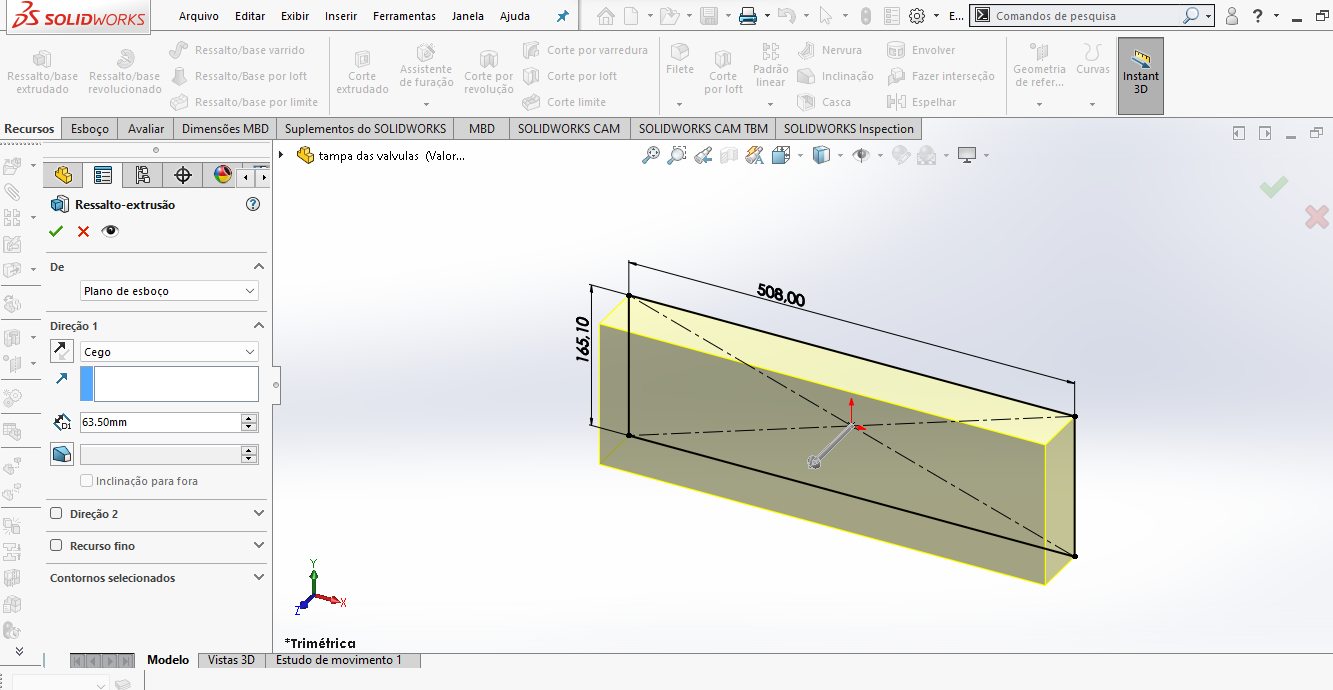 SOLIDWORKS
Arquivo Editar Exibir Inserir Ferramentas Janela Ajuda
E...
Comandos de pesquisa
?
Ressalto/base extrudado
Ressalto/base revolucionado
Ressalto/base varrido
Ressalto/Base por loft
Ressalto/base por limite
Corte extrudado
Assistente de furação
Corte por revolução
Corte por varredura
Corte por loft
Corte limite
Filete
Corte por loft
Padrão linear
Nervura
Inclinação
Casca
Envolver
Fazer interseção
Espelhar
Geometria de refer...
Curvas
Instant 3D
Recursos Esboço Avaliar Dimensões MBD Suplementos do SOLIDWORKS MBD SOLIDWORKS CAM SOLIDWORKS CAM TBM SOLIDWORKS Inspection
tampa das valvulas (Valor...
Ressalto-extrusão
?
De
Plano de esboço
Direção 1
Cego
D1
63.50mm
Inclinação para fora
Direção 2
Recurso fino
Contornos selecionados
508,00
165,10
Y
X
Z
*Trimétrica
Modelo Vistas 3D Estudo de movimento 1